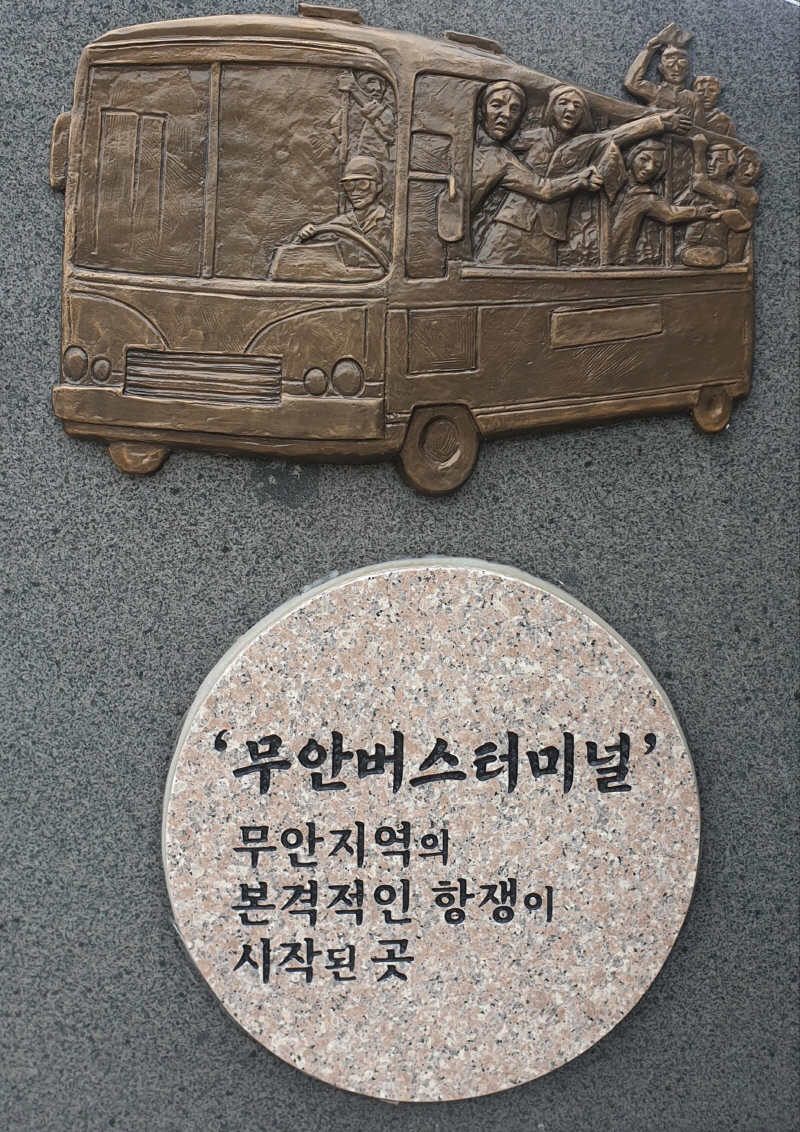 ‘무안버스터미널’
무안지역의
본격적인 항쟁이
시작된 곳